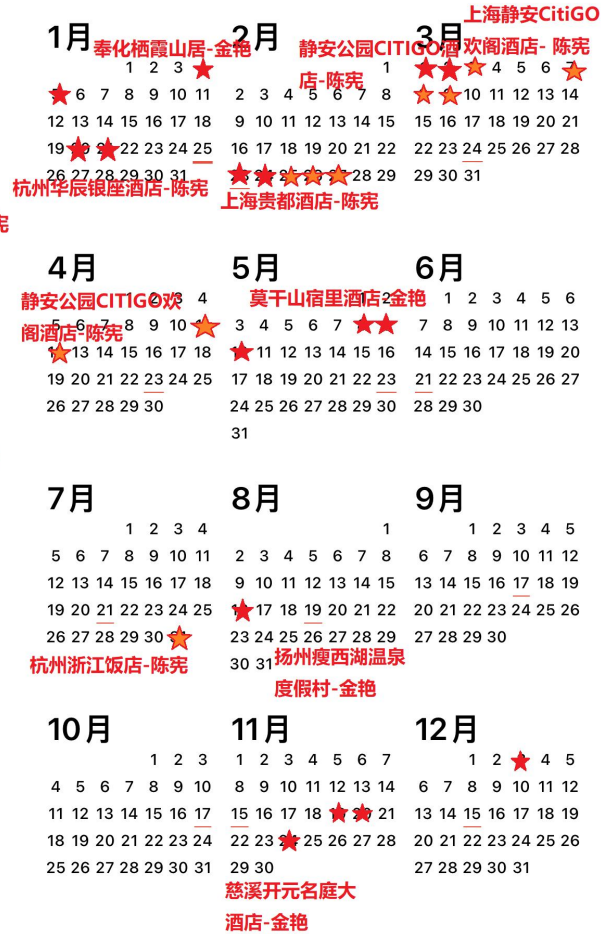 1月
奉化栖霞山居-金艳
1 2 3
6 7 8 9 10 11
12 13 14 15 16 17 18
19 22 23 24 25
26 27 28 29 30 31
杭州华辰银座酒店-陈宪
宪
2月
静安公园CITIGO酒
店-陈宪
1
2 3 4 5 6 7 8
9 10 11 12 13 14 15
16 17 18 19 20 21 22
28 29
上海贵都酒店-陈宪
3月
上海静安CitiGO
欢阁酒店- 陈宪
4 5 6 7
10 11 12 13 14
15 16 17 18 19 20 21
22 23 24 25 26 27 28
29 30 31
4月
静安公园CITIGO欢
阁酒店-陈宪
1 2 3 4
5 6 7 8 9 10
13 14 15 16 17 18
19 20 21 22 23 24 25
26 27 28 29 30
5月
莫干山宿里酒店-金艳
1 2
3 4 5 6 7
11 12 13 14 15 16
17 18 19 20 21 22 23
24 25 26 27 28 29 30
31
6月
1 2 3 4 5 6
7 8 9 10 11 12 13
14 15 16 17 18 19 20
21 22 23 24 25 26 27
28 29 30
7月
1 2 3 4
5 6 7 8 9 10 11
12 13 14 15 16 17 18
19 20 21 22 23 24 25
26 27 28 29 30
杭州浙江饭店-陈宪
8月
1
2 3 4 5 6 7 8
9 10 11 12 13 14 15
17 18 19 20 21 22
23 24 25 26 27 28 29
30 31
扬州瘦西湖温泉
度假村-金艳
9月
1 2 3 4 5
6 7 8 9 10 11 12
13 14 15 16 17 18 19
20 21 22 23 24 25 26
27 28 29 30
10月
1 2 3
4 5 6 7 8 9 10
11 12 13 14 15 16 17
18 19 20 21 22 23 24
25 26 27 28 29 30 31
11月
1 2 3 4 5 6 7
8 9 10 11 12 13 14
15 16 17 18 21
22 23 25 26 27 28
29 30
慈溪开元名庭大
酒店-金艳
12月
1 2 4 5
6 7 8 9 10 11 12
13 14 15 16 17 18 19
20 21 22 23 24 25 26
27 28 29 30 31